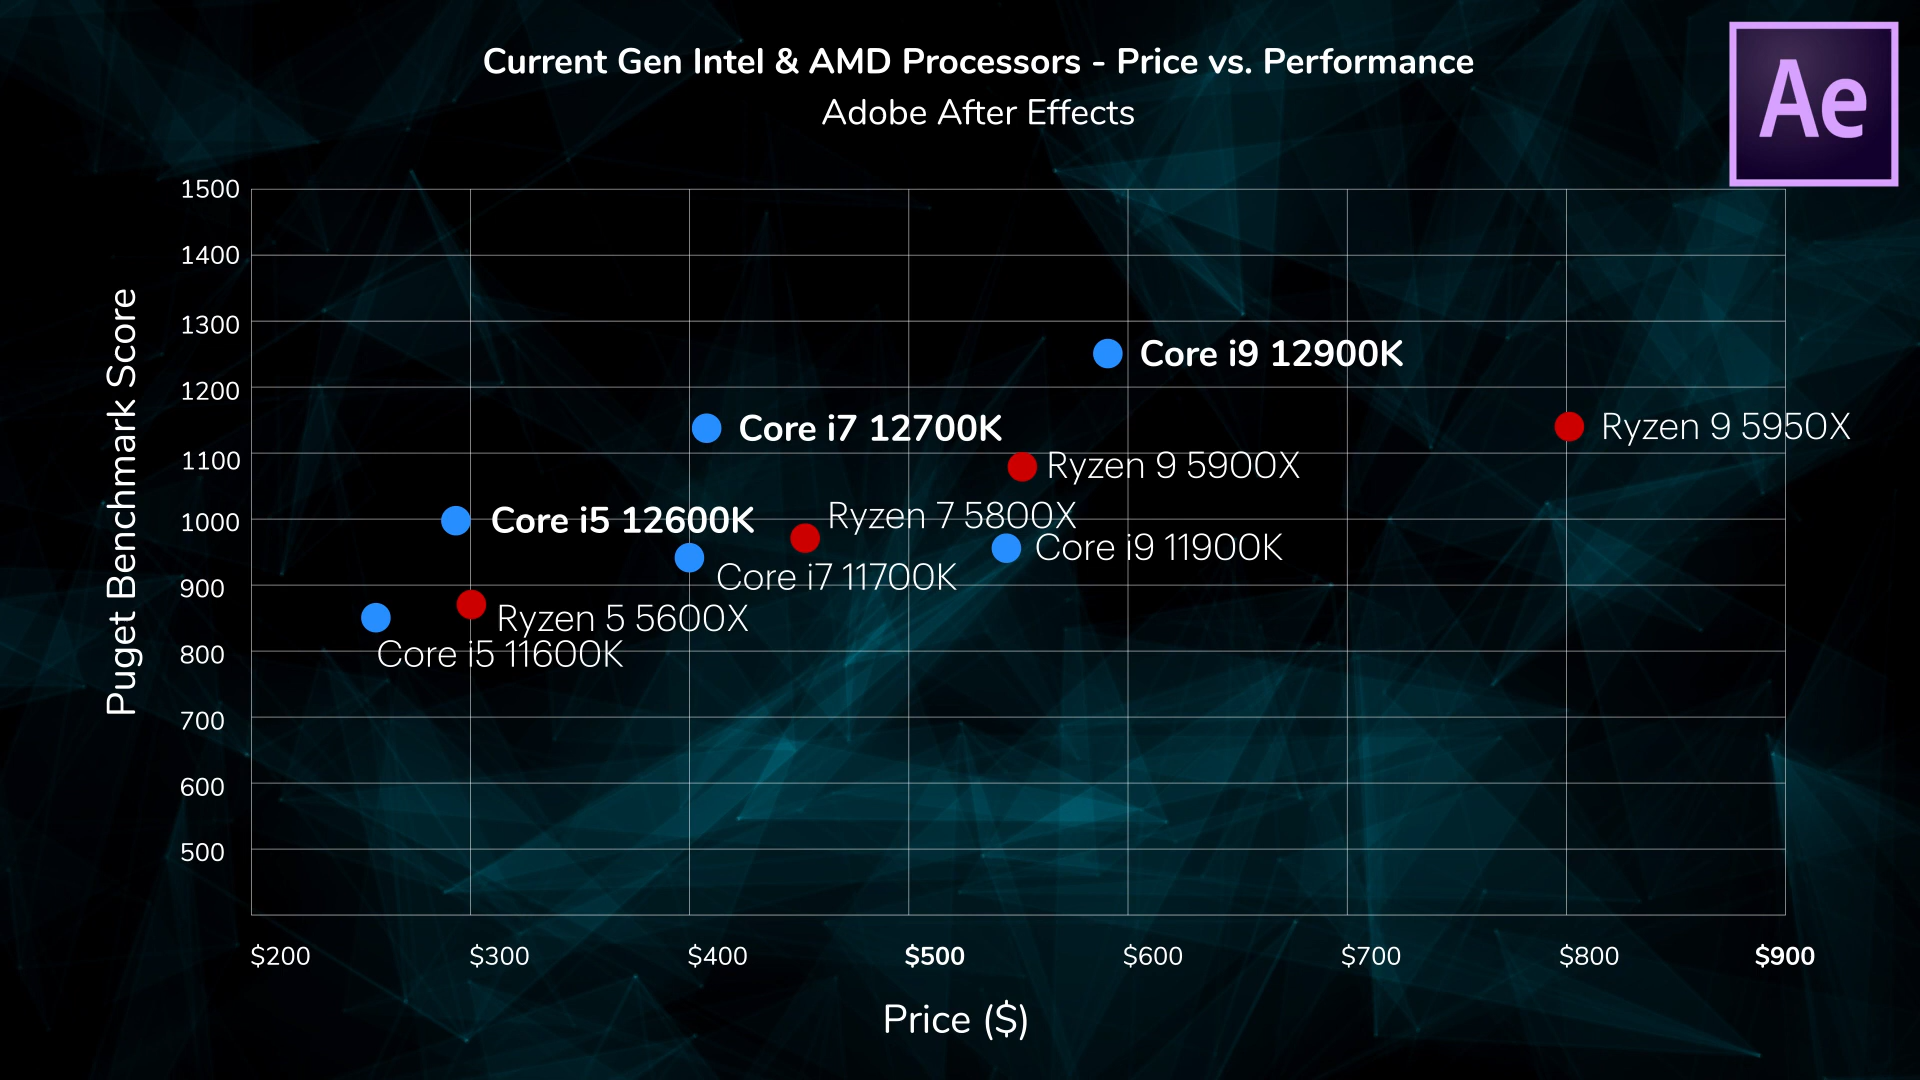 Current Gen Intel & AMD Processors - Price vs. Performance
Adobe After Effects
Ae
Puget Benchmark Score
1500
1400
1300
1200
1100
1000
900
800
700
600
500
Core i9 12900K
Core i7 12700K
Ryzen 9 5950X
Ryzen 9 5900X
Core i5 12600K
Ryzen 7 5800X
Core i9 11900K
Core i7 11700K
Ryzen 5 5600X
Core i5 11600K
$200
$300
$400
$500
$600
$700
$800
$900
Price ($)